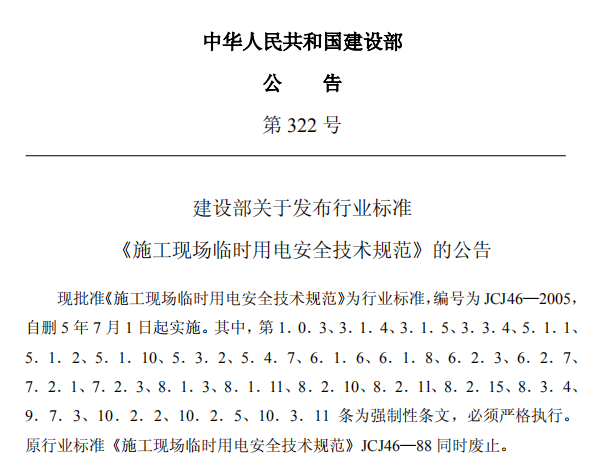 中华人民共和国建设部
公　　告
第 322 号
建设部关于发布行业标准
《施工现场临时用电安全技术规范》的公告
现批准《施工现场临时用电安全技术规范》为行业标准，编号为 JCJ46—2005，
自删 5 年 7 月 1 日起实施。其中，第 1．0．3、3．1．4、3．1．5、3．3．4、5．1．1、
5．1．2、5．1．10、5．3．2、5．4．7、6．1．6、6．1．8、6．2．3、6．2．7、
7．2．1、7．2．3、8．1．3、8．1．11、8．2．10、8．2．1l、8．2．15、8．3．4、
9．7．3、10．2．2、10．2．5、10．3．11 条为强制性条文，必须严格执行。
原行业标准《施工现场临时用电安全技术规范》JCJ46—88 同时废止。